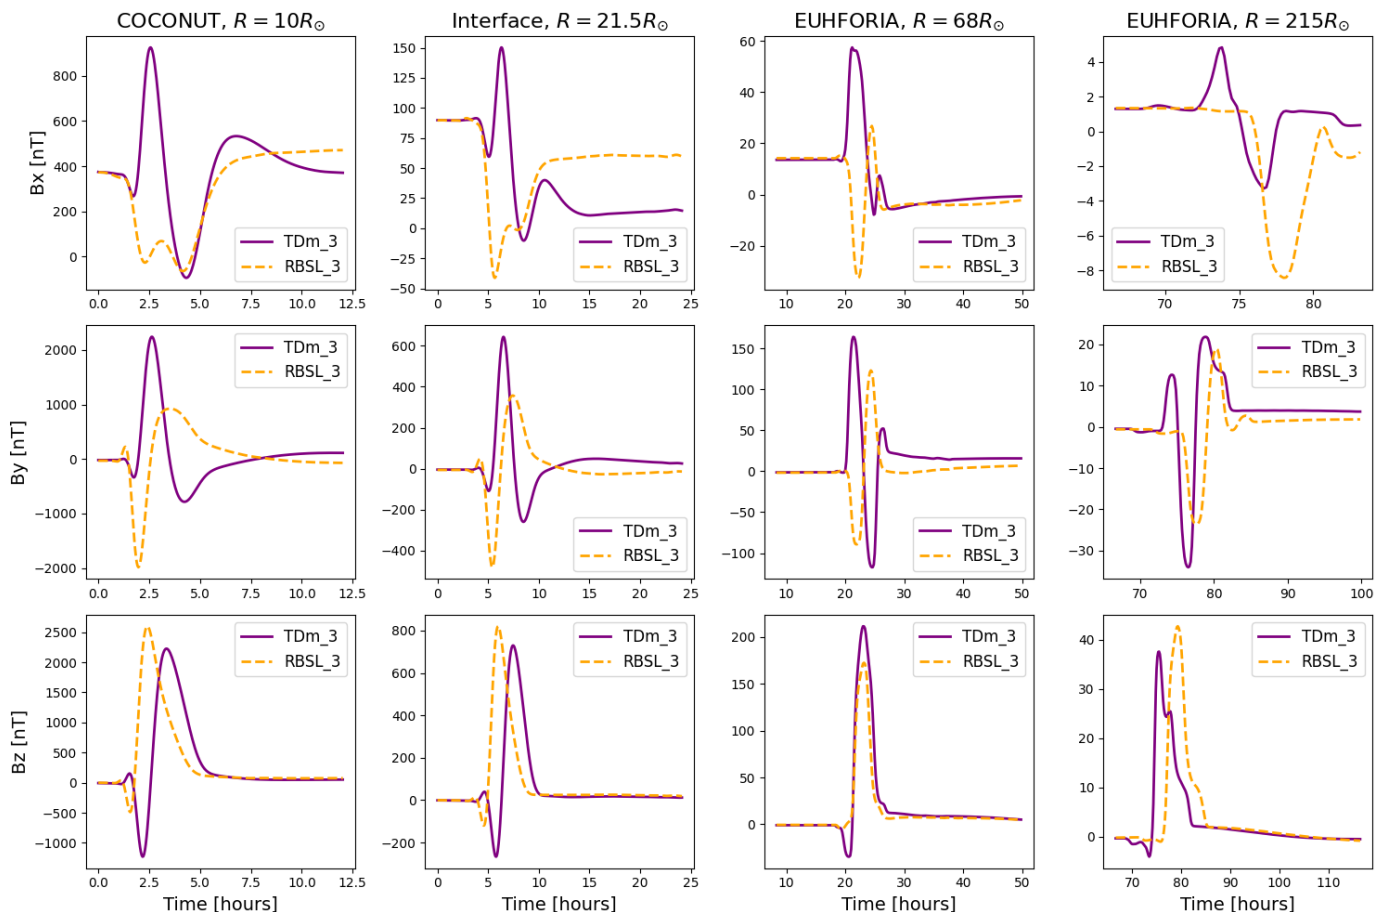 COCONUT, R = 10R⊙
Interface, R = 21.5R⊙
EUHFORIA, R = 68R⊙
EUHFORIA, R = 215R⊙
Bx [nT]
800
600
400
200
0
TDm_3
RBSL_3
0.0 2.5 5.0 7.5 10.0 12.5
150
125
100
75
50
25
0
−25
−50
TDm_3
RBSL_3
0 5 10 15 20 25
60
40
20
0
−20
TDm_3
RBSL_3
10 20 30 40 50
4
2
0
−2
−4
−6
−8
TDm_3
RBSL_3
70 75 80
By [nT]
2000
1000
0
−1000
−2000
TDm_3
RBSL_3
0.0 2.5 5.0 7.5 10.0 12.5
600
400
200
0
−200
−400
TDm_3
RBSL_3
0 5 10 15 20 25
150
100
50
0
−50
−100
TDm_3
RBSL_3
10 20 30 40 50
20
10
0
−10
−20
−30
TDm_3
RBSL_3
70 80 90 100
Bz [nT]
2500
2000
1500
1000
500
0
−500
−1000
TDm_3
RBSL_3
0.0 2.5 5.0 7.5 10.0 12.5
Time [hours]
800
600
400
200
0
−200
TDm_3
RBSL_3
0 5 10 15 20 25
Time [hours]
200
150
100
50
0
TDm_3
RBSL_3
10 20 30 40 50
Time [hours]
40
30
20
10
0
TDm_3
RBSL_3
70 80 90 100 110
Time [hours]